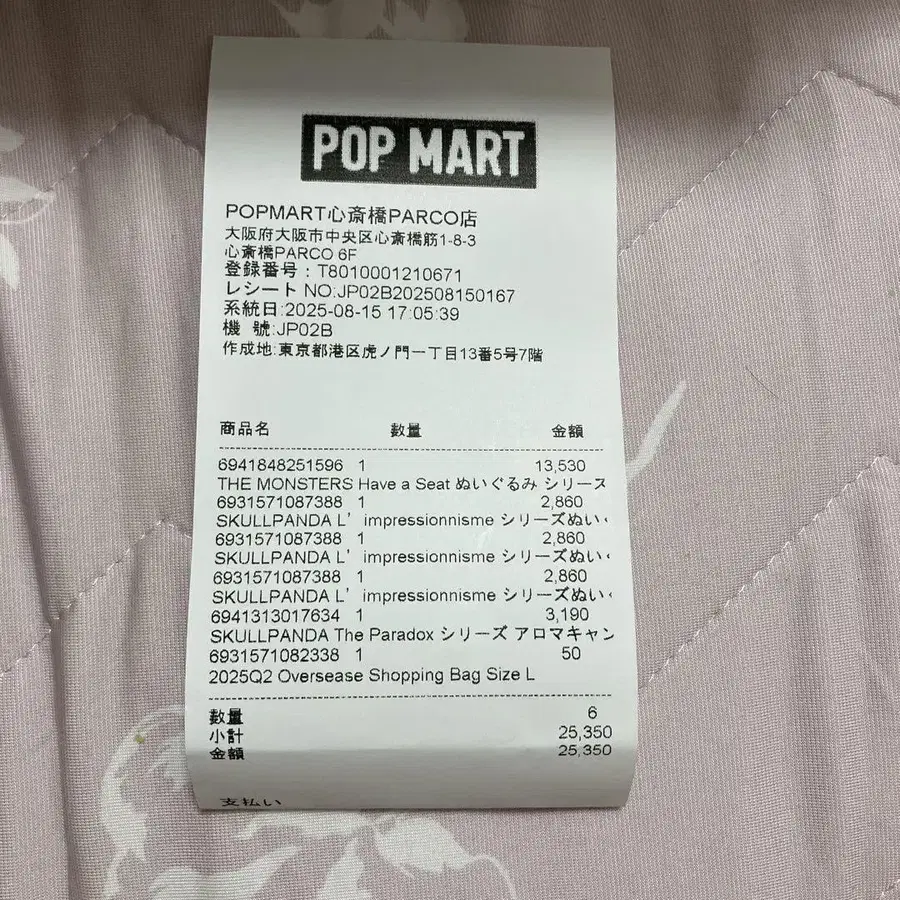 POP MART
POPMART心斎橋PARCO店
大阪府大阪市中央区心斎橋筋1-8-3
心斎橋PARCO 6F
登録番号：T8010001210671
レシート NO:JP02B202508150167
系統日:2025-08-15 17:05:39
機 號:JP02B
作成地:東京都港区虎ノ門一丁目13番5号7階
商品名 数量 金額
6941848251596 1 13,530
THE MONSTERS Have a Seat ぬいぐるみ シリーズ
6931571087388 1 2,860
SKULLPANDA L' impressionnisme シリーズぬい
6931571087388 1 2,860
SKULLPANDA L' impressionnisme シリーズぬい
6931571087388 1 2,860
SKULLPANDA L' impressionnisme シリーズぬい
6941313017634 1 3,190
SKULLPANDA The Paradox シリーズ アロマキャン
6931571082338 1 50
2025Q2 Oversease Shopping Bag Size L
数量 6
小計 25,350
金額 25,350
支払い